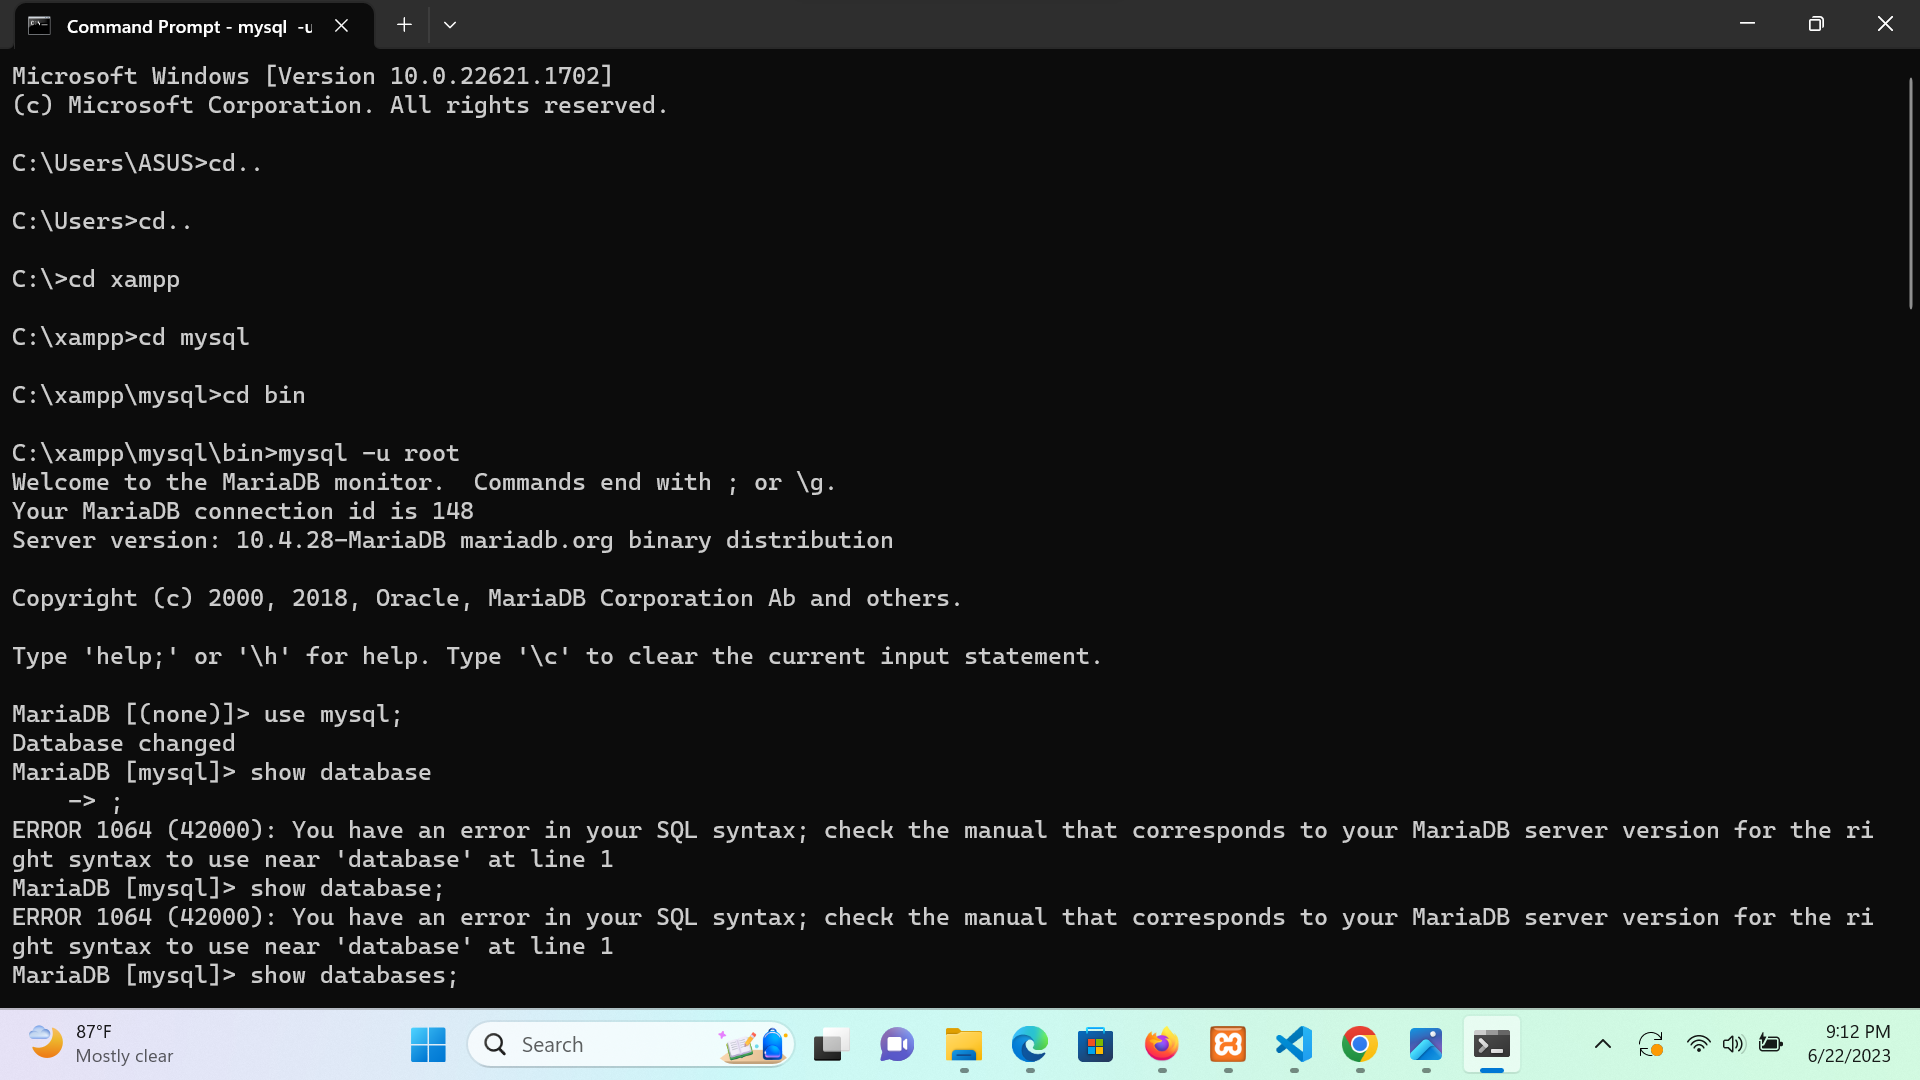 Command Prompt - mysql  -u
Microsoft Windows [Version 10.0.22621.1702]
(c) Microsoft Corporation. All rights reserved.
C:\Users\ASUS>cd..
C:\Users>cd..
C:\>cd xampp
C:\xampp>cd mysql
C:\xampp\mysql>cd bin
C:\xampp\mysql\bin>mysql -u root
Welcome to the MariaDB monitor.  Commands end with ; or \g.
Your MariaDB connection id is 148
Server version: 10.4.28-MariaDB mariadb.org binary distribution
Copyright (c) 2000, 2018, Oracle, MariaDB Corporation Ab and others.
Type 'help;' or '\h' for help. Type '\c' to clear the current input statement.
MariaDB [(none)]> use mysql;
Database changed
MariaDB [mysql]> show database
    -> ;
ERROR 1064 (42000): You have an error in your SQL syntax; check the manual that corresponds to your MariaDB server version for the ri
ght syntax to use near 'database' at line 1
MariaDB [mysql]> show database;
ERROR 1064 (42000): You have an error in your SQL syntax; check the manual that corresponds to your MariaDB server version for the ri
ght syntax to use near 'database' at line 1
MariaDB [mysql]> show databases;
87°F
Mostly clear
Search
9:12 PM
6/22/2023